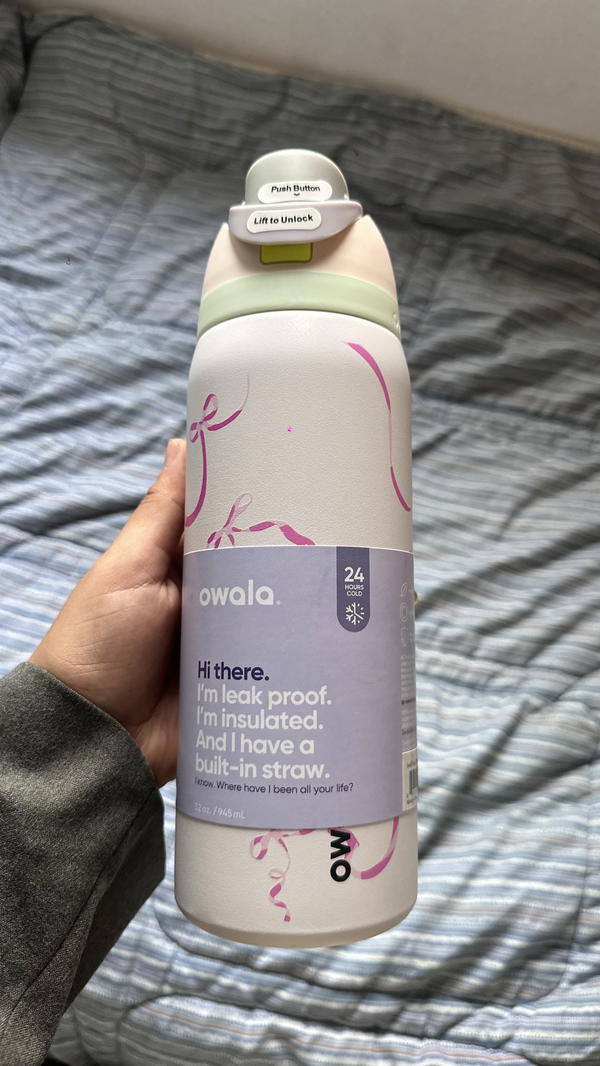 Push Button
Lift to Unlock
owala
24
HOURS
COLD
Hi there.
I'm leak proof.
I'm insulated.
And I have a
built-in straw.
I know. Where have I been all your life?
32 oz. / 945 mL
ow